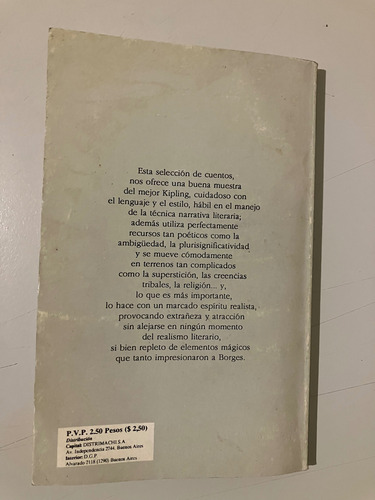 Esta selección de cuentos,
nos ofrece una buena muestra
del mejor Kipling, cuidadoso con
el lenguaje y el estilo, hábil en el manejo
de la técnica narrativa literaria;
además utiliza perfectamente
recursos tan poéticos como la
ambigüedad, la plurisignificatividad
y se mueve cómodamente
en terrenos tan complicados
como la superstición, las creencias
tribales, la religión... y,
lo que es más importante,
lo hace con un marcado espíritu realista,
provocando extrañeza y atracción
sin alejarse en ningún momento
del realismo literario,
si bien repleto de elementos mágicos
que tanto impresionaron a Borges.
P.V.P. 2.50 Pesos ($ 2,50)
Distribución
Capital: DISTRIMACHI S.A.
Av. Independencia 2744. Buenos Aires
Interior: D.G.P.
Alvarado 2118 (1290) Buenos Aires